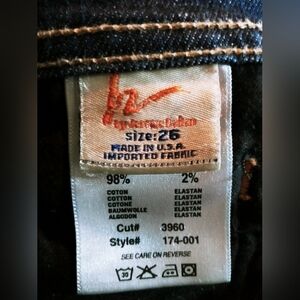 size:26
MADE IN U.S.A.
IMPORTED FABRIC
98% 2%
COTON ELASTAN
COTTON ELASTAN
COTONE ELASTAN
BAUMWOLLE ELASTAN
ALGODON ELASTAN
Cut# 3960
Style# 174-001
SEE CARE ON REVERSE
30